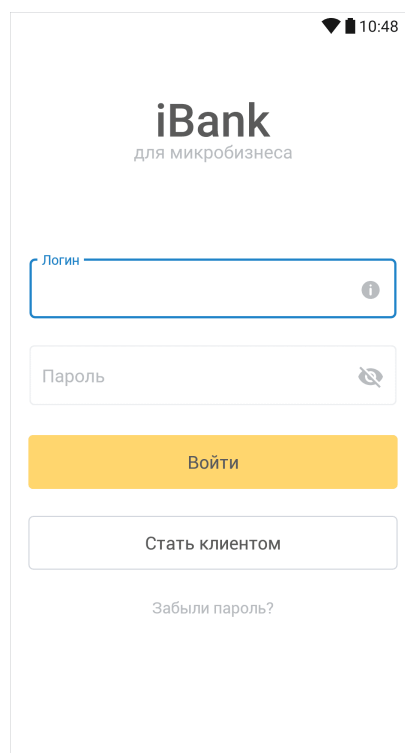 10:48
iBank
для микробизнеса
Логин
Пароль
Войти
Стать клиентом
Забыли пароль?